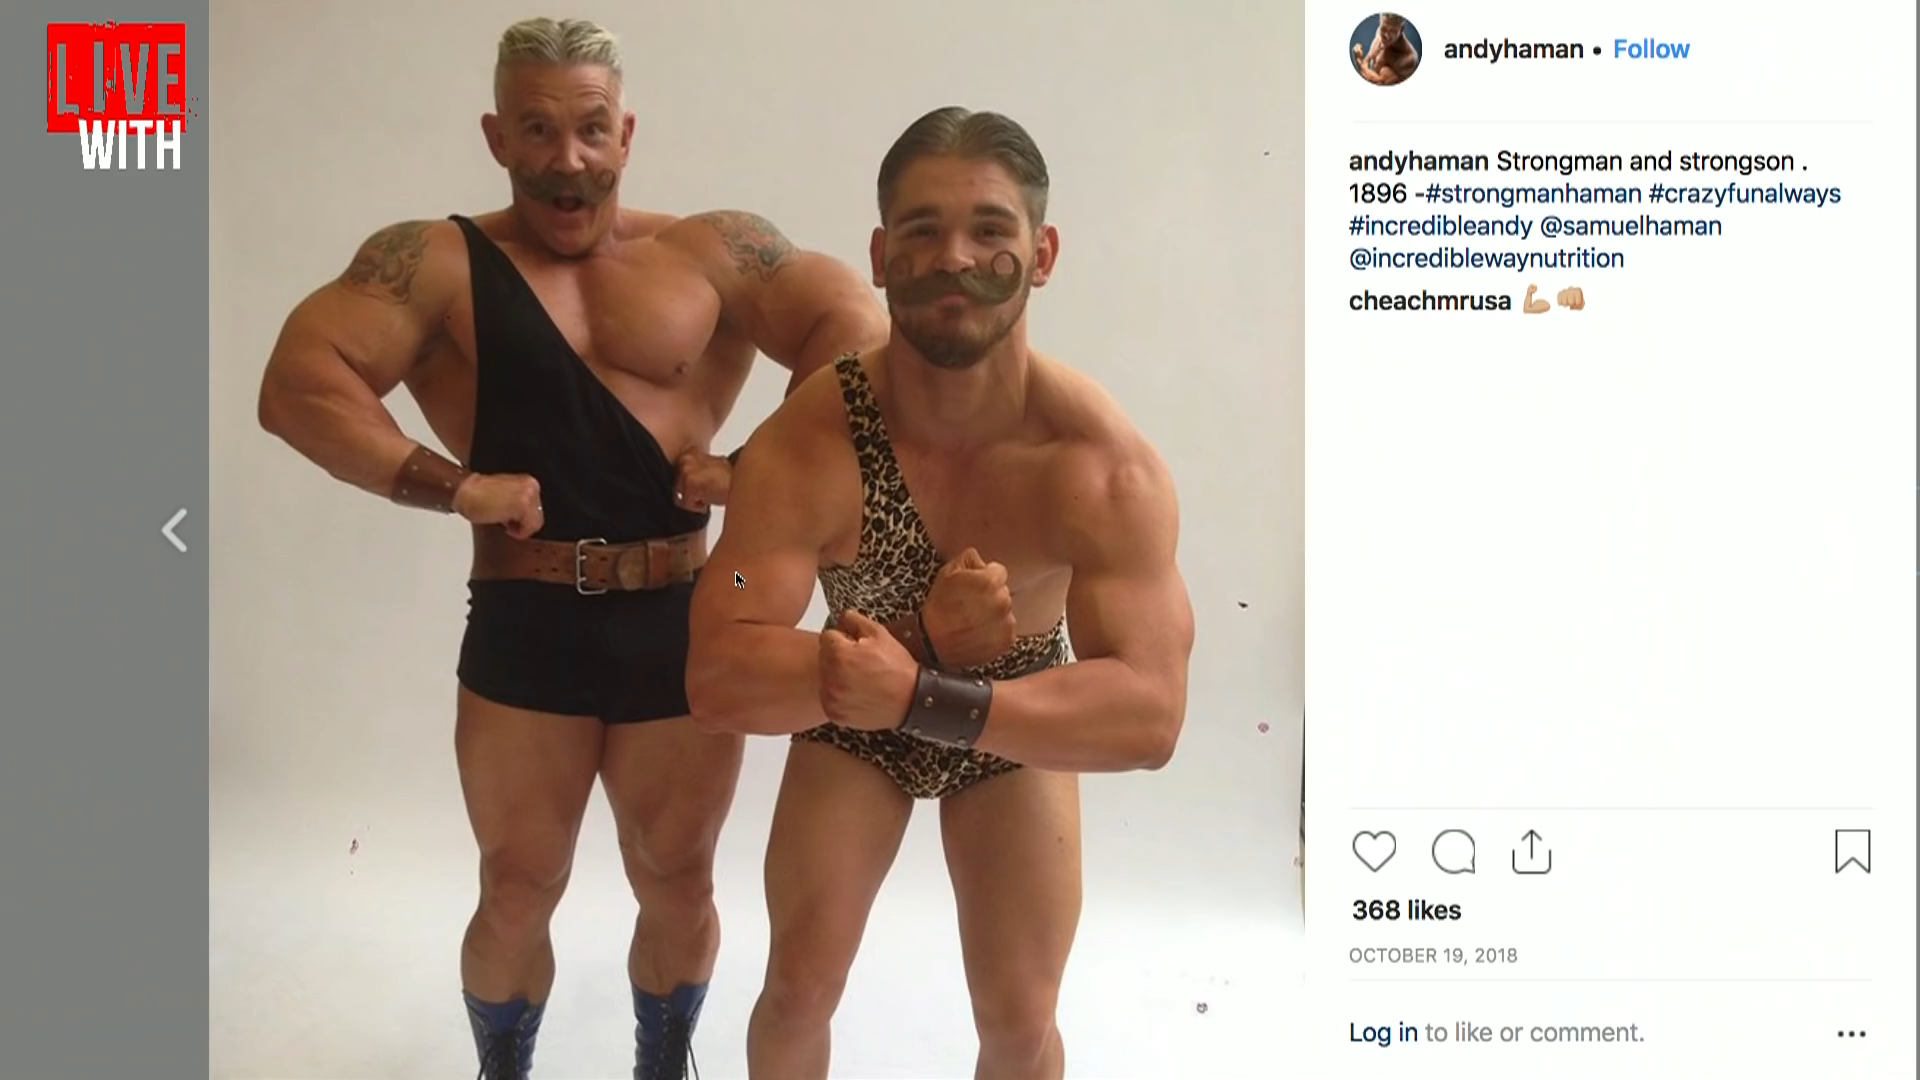 LIVE
WITH
andyhaman • Follow
andyhaman Strongman and strongson .
1896 -#strongmanhaman #crazyfunalways
#incredibleandy @samuelhaman
@incrediblewaynutrition
cheachmrusa 💪🏼👊🏼
368 likes
OCTOBER 19, 2018
Log in to like or comment.